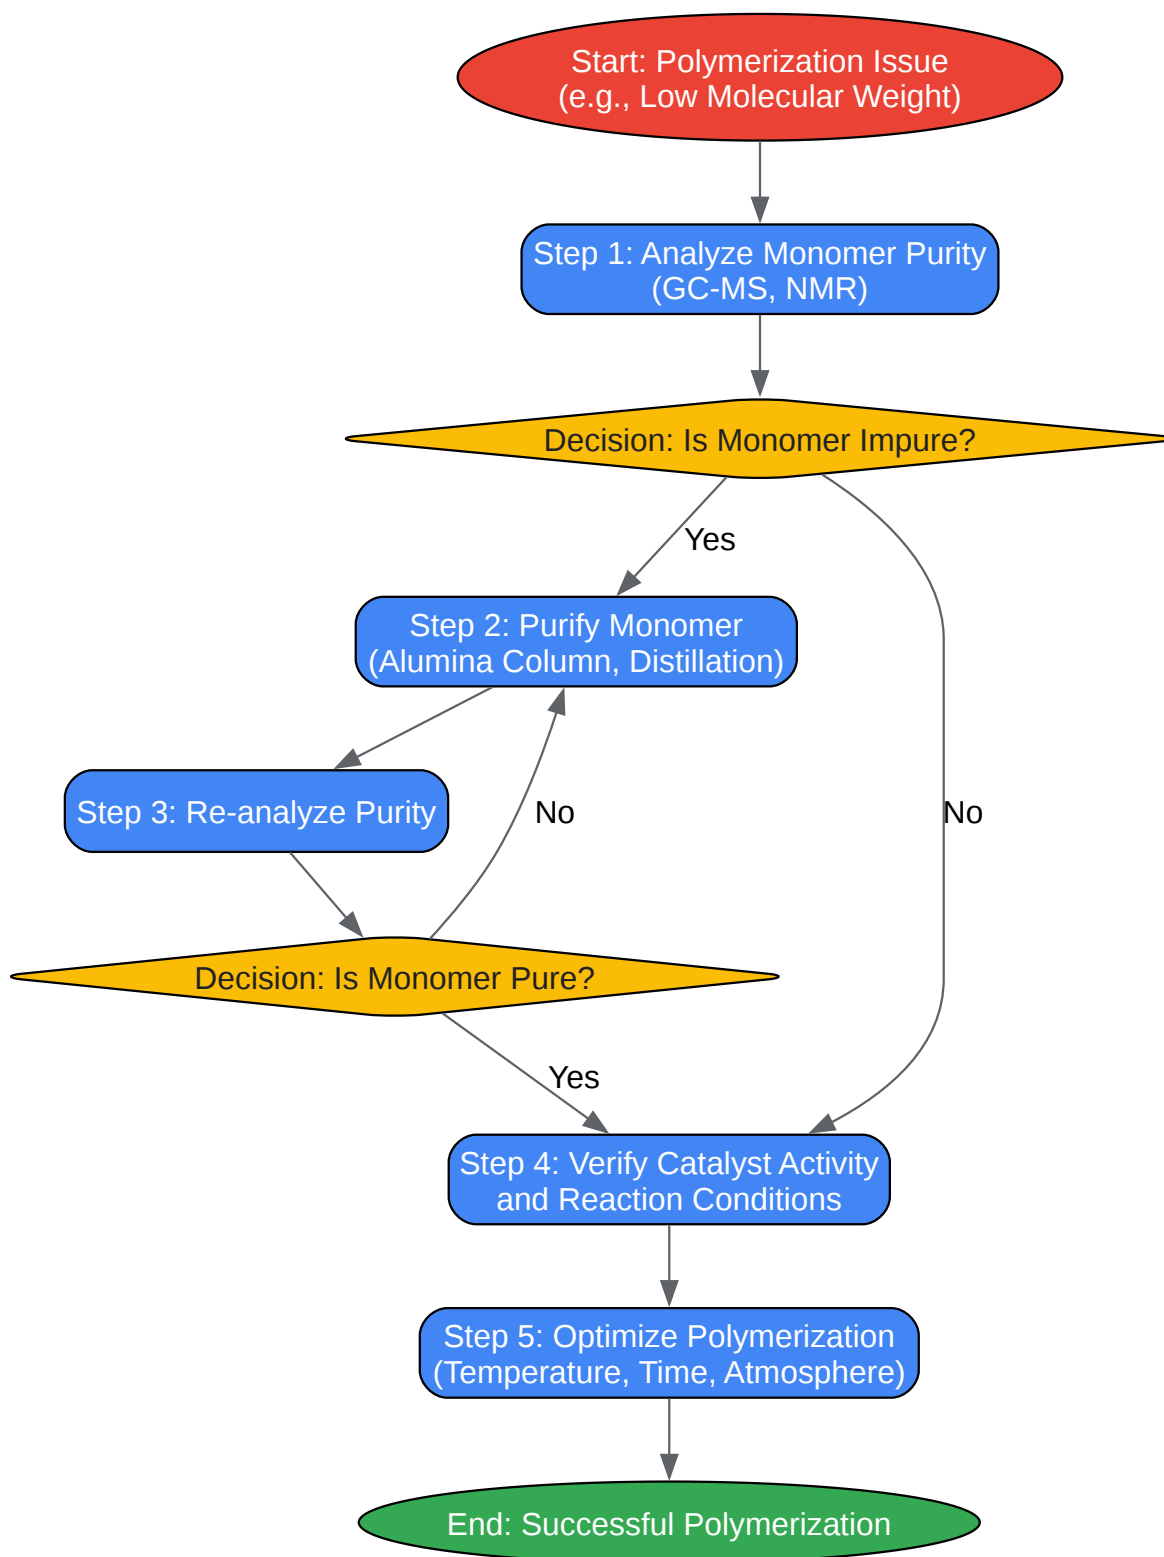 Start: Polymerization Issue
(e.g., Low Molecular Weight)
Step 1: Analyze Monomer Purity
(GC-MS, NMR)
Decision: Is Monomer Impure?
Yes
Step 2: Purify Monomer
(Alumina Column, Distillation)
Step 3: Re-analyze Purity
No
No
Decision: Is Monomer Pure?
Yes
Step 4: Verify Catalyst Activity
and Reaction Conditions
Step 5: Optimize Polymerization
(Temperature, Time, Atmosphere)
End: Successful Polymerization